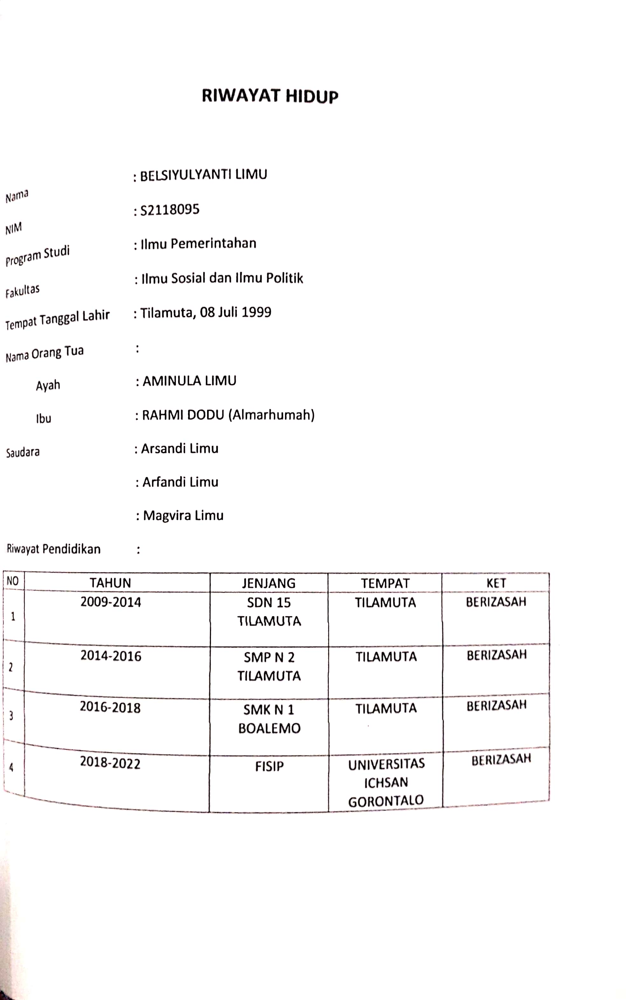 RIWAYAT HIDUP
Nama : BELSIYULYANTI LIMU
NIM : S2118095
Program Studi : Ilmu Pemerintahan
Fakultas : Ilmu Sosial dan Ilmu Politik
Tempat Tanggal Lahir : Tilamuta, 08 Juli 1999
Nama Orang Tua :
Ayah : AMINULA LIMU
Ibu : RAHMI DODU (Almarhumah)
Saudara : Arsandi Limu
: Arfandi Limu
: Magvira Limu
Riwayat Pendidikan :
NO TAHUN JENJANG TEMPAT KET
1 2009-2014 SDN 15 TILAMUTA BERIZASAH
TILAMUTA
2 2014-2016 SMP N 2 TILAMUTA BERIZASAH
TILAMUTA
3 2016-2018 SMK N 1 TILAMUTA BERIZASAH
BOALEMO
4 2018-2022 FISIP UNIVERSITAS BERIZASAH
ICHSAN
GORONTALO